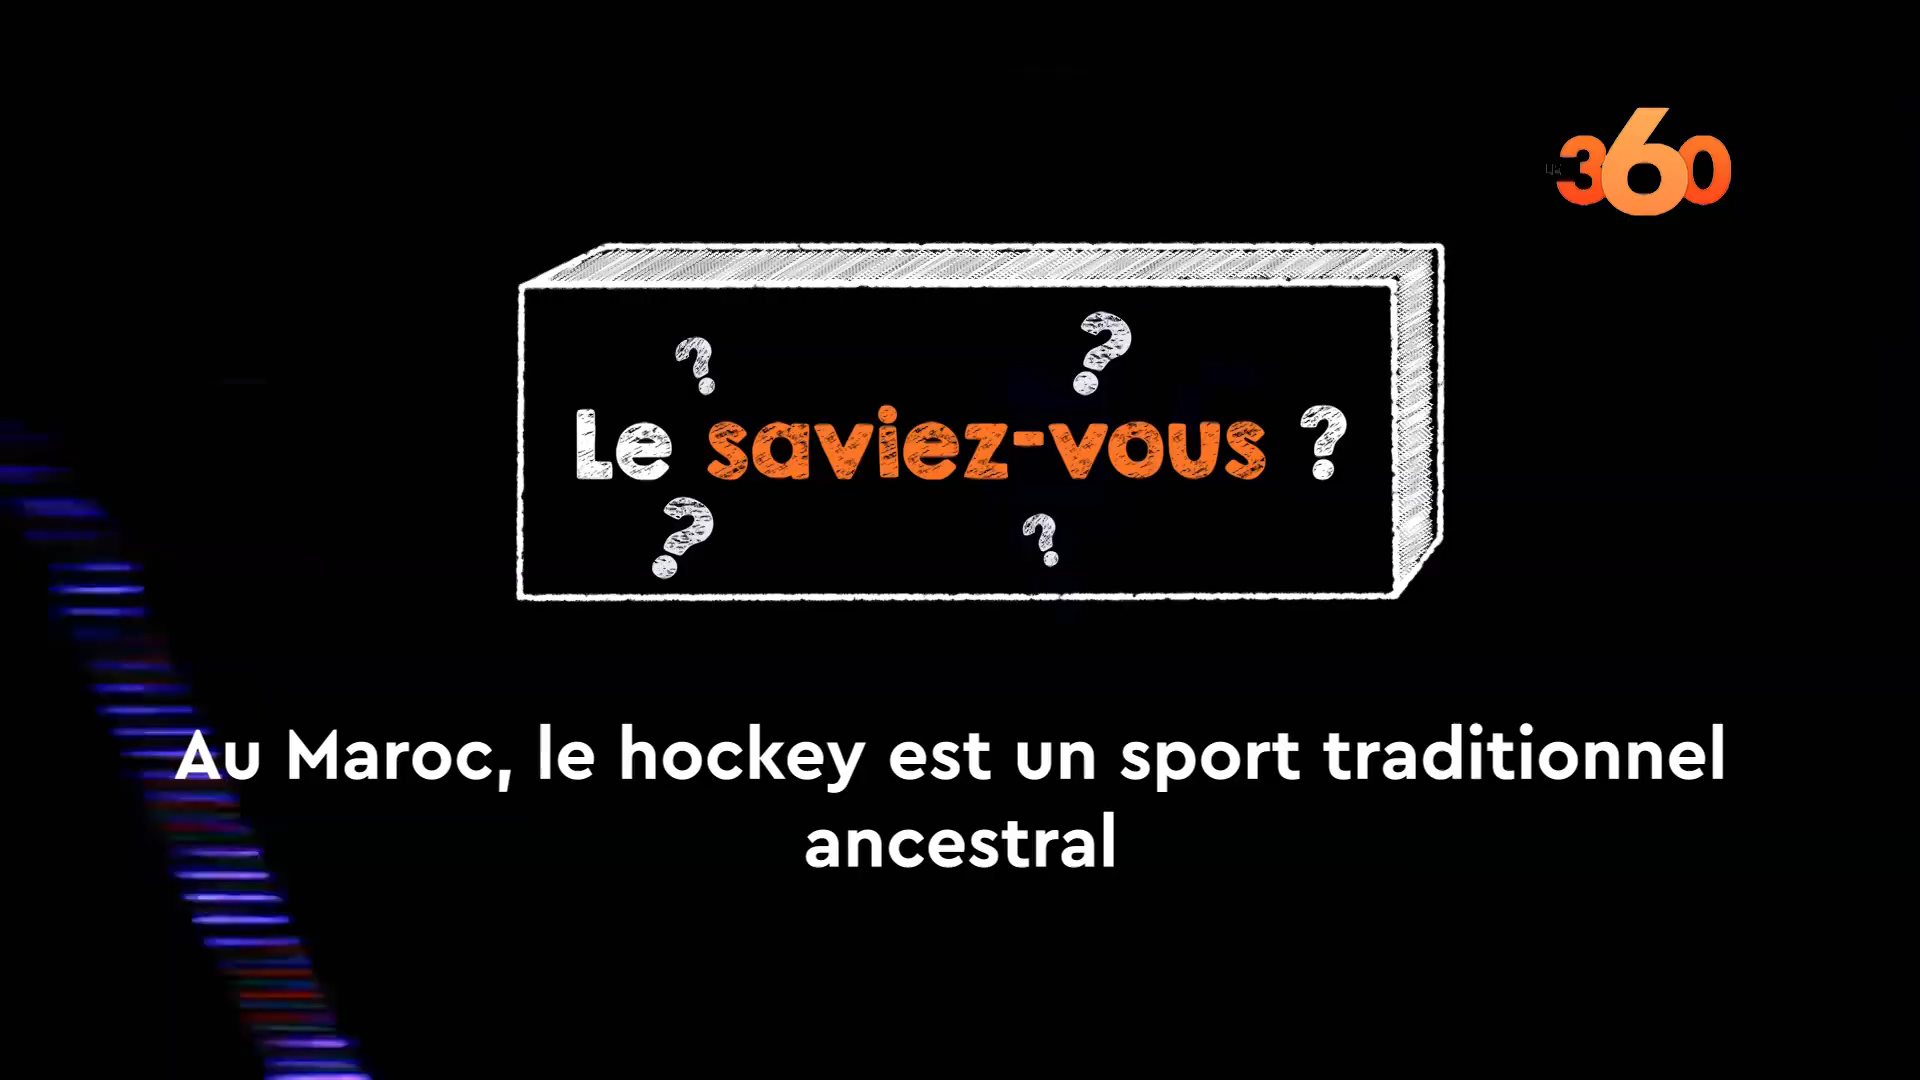 360
Le saviez-vous ?
Au Maroc, le hockey est un sport traditionnel
ancestral